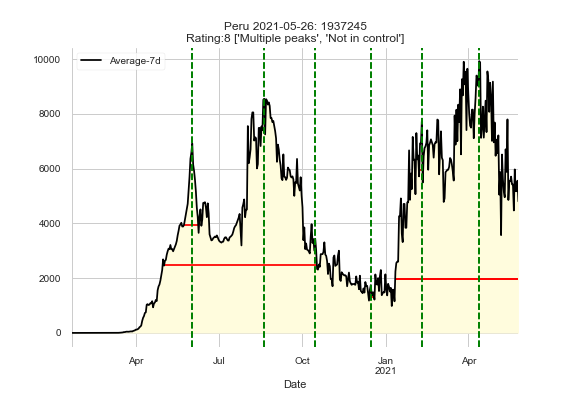 Peru 2021-05-26: 1937245
Rating:8 ['Multiple peaks', 'Not in control']
Average-7d
10000
8000
6000
4000
2000
0
Apr
Jul
Oct
Jan
2021
Apr
Date